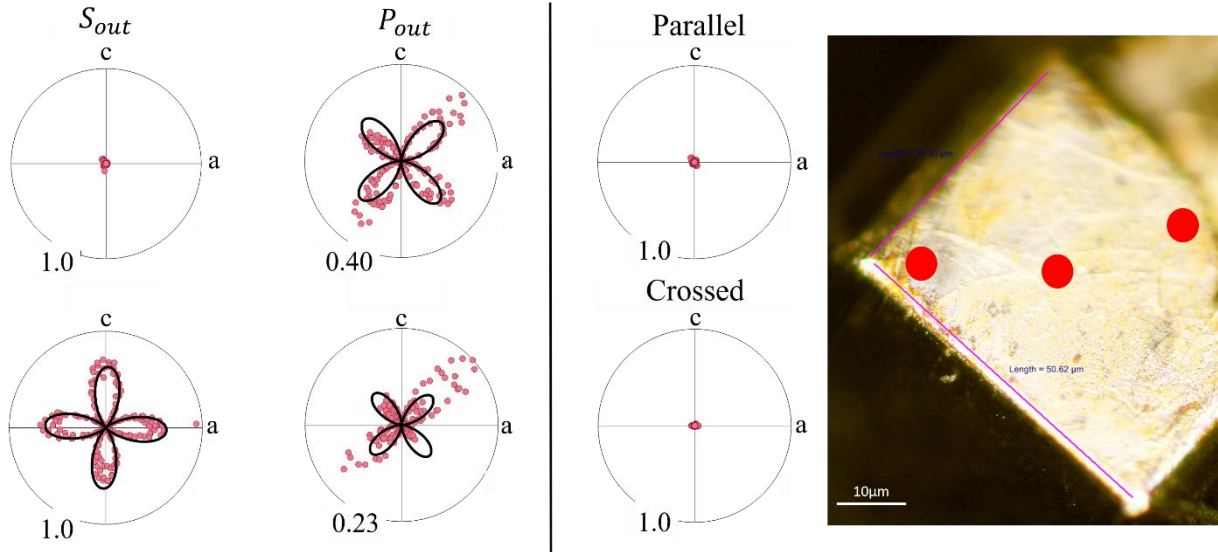 S_out
P_out
Parallel
c
c
c
a
a
a
1.0
0.40
1.0
Crossed
c
c
c
a
a
a
1.0
0.23
1.0
Length = 50.62 μm
10μm